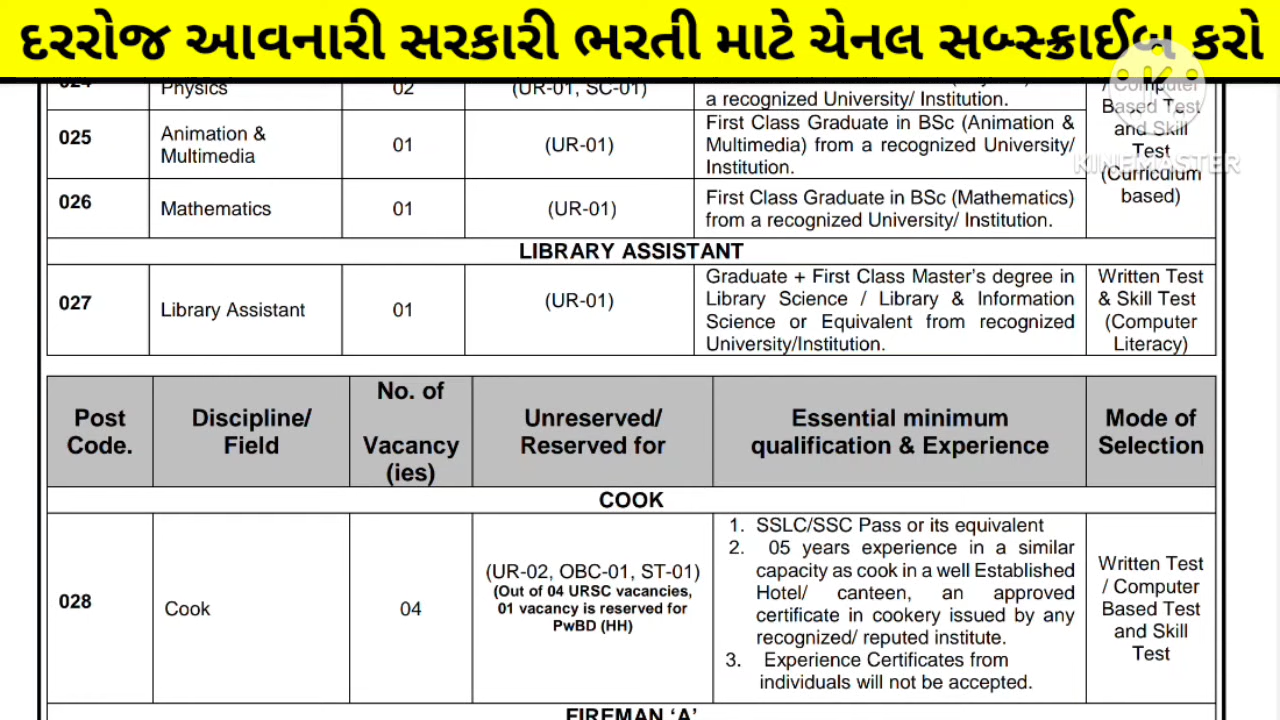 દરરોજ આવનારી સરકારી ભરતી માટે ચેનલ સબ્સ્ક્રાઈબ કરો
024 Physics 02 (UR-01, SC-01)
a recognized University/ Institution.
/ Computer
Based Test
and Skill
Test
(Curriculum
based)
KINEMASTER
025 Animation & Multimedia 01 (UR-01)
First Class Graduate in BSc (Animation &
Multimedia) from a recognized University/
Institution.
026 Mathematics 01 (UR-01)
First Class Graduate in BSc (Mathematics)
from a recognized University/ Institution.
LIBRARY ASSISTANT
027 Library Assistant 01 (UR-01)
Graduate + First Class Master’s degree in
Library Science / Library & Information
Science or Equivalent from recognized
University/Institution.
Written Test
& Skill Test
(Computer
Literacy)
Post
Code.
Discipline/
Field
No. of
Vacancy
(ies)
Unreserved/
Reserved for
Essential minimum
qualification & Experience
Mode of
Selection
COOK
028 Cook 04
(UR-02, OBC-01, ST-01)
(Out of 04 URSC vacancies,
01 vacancy is reserved for
PwBD (HH)
1. SSLC/SSC Pass or its equivalent
2. 05 years experience in a similar
capacity as cook in a well Established
Hotel/ canteen, an approved
certificate in cookery issued by any
recognized/ reputed institute.
3. Experience Certificates from
individuals will not be accepted.
Written Test
/ Computer
Based Test
and Skill
Test
FIREMAN ‘A’